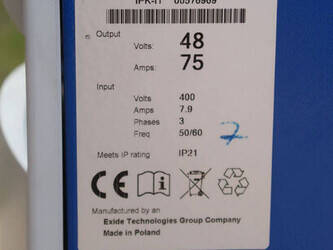 00576969
Output
Volts: 48
Amps: 75
Input
Volts 400
Amps 7.9
Phases 3
Freq 50/60
7
Meets IP rating IP21
CE
Manufactured by an
Exide Technologies Group Company
Made in Poland